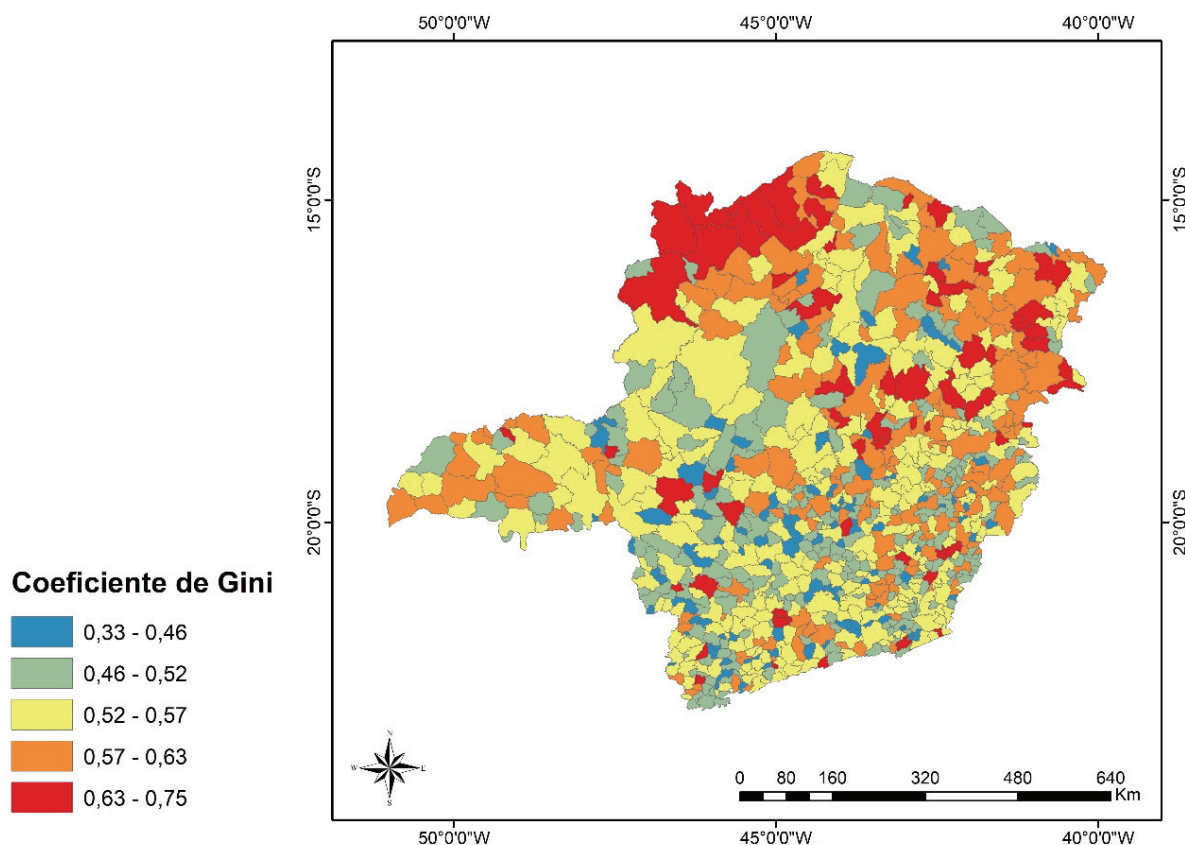 50°0'0"W 45°0'0"W 40°0'0"W
15°0'0"S 15°0'0"S
20°0'0"S 20°0'0"S
Coeficiente de Gini
0,33 - 0,46
0,46 - 0,52
0,52 - 0,57
0,57 - 0,63
0,63 - 0,75
N
W E
S
0 80 160 320 480 640
Km
50°0'0"W 45°0'0"W 40°0'0"W